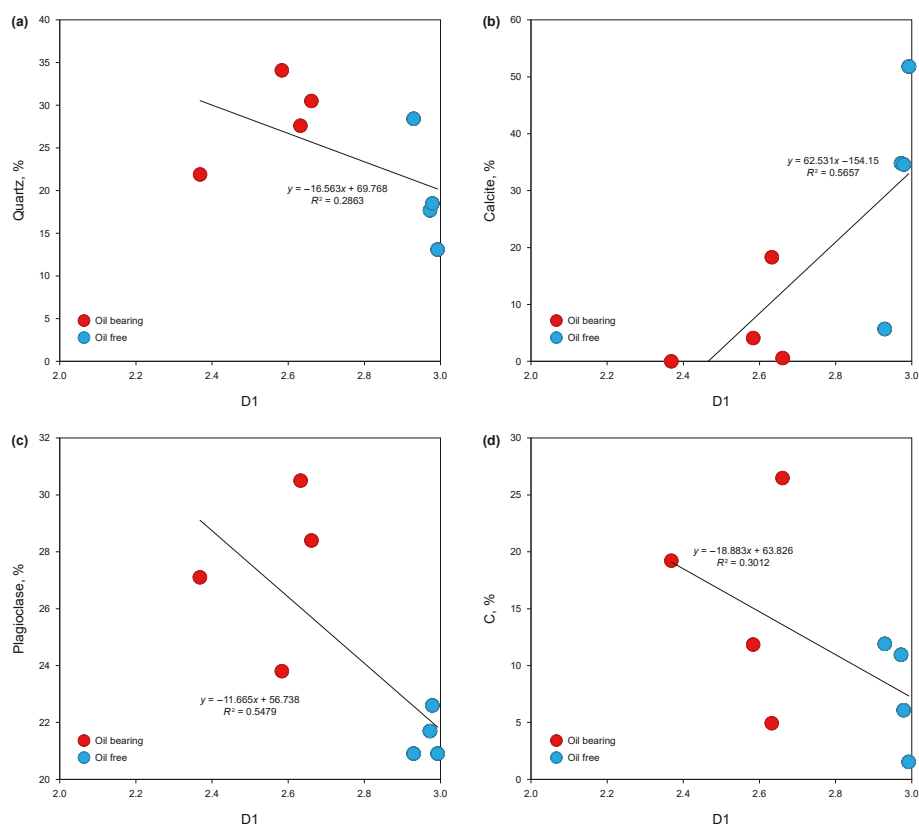 (a)
40
35
30
25
20
15
10
5
0
Quartz, %
y = −16.563x + 69.768
R² = 0.2863
Oil bearing
Oil free
2.0 2.2 2.4 2.6 2.8 3.0
D1
(b)
60
50
40
30
20
10
0
Calcite, %
y = 62.531x −154.15
R² = 0.5657
Oil bearing
Oil free
2.0 2.2 2.4 2.6 2.8 3.0
D1
(c)
32
30
28
26
24
22
20
Plagioclase, %
y = −11.665x + 56.738
R² = 0.5479
Oil bearing
Oil free
2.0 2.2 2.4 2.6 2.8 3.0
D1
(d)
30
25
20
15
10
5
0
C, %
y = −18.883x + 63.826
R² = 0.3012
Oil bearing
Oil free
2.0 2.2 2.4 2.6 2.8 3.0
D1